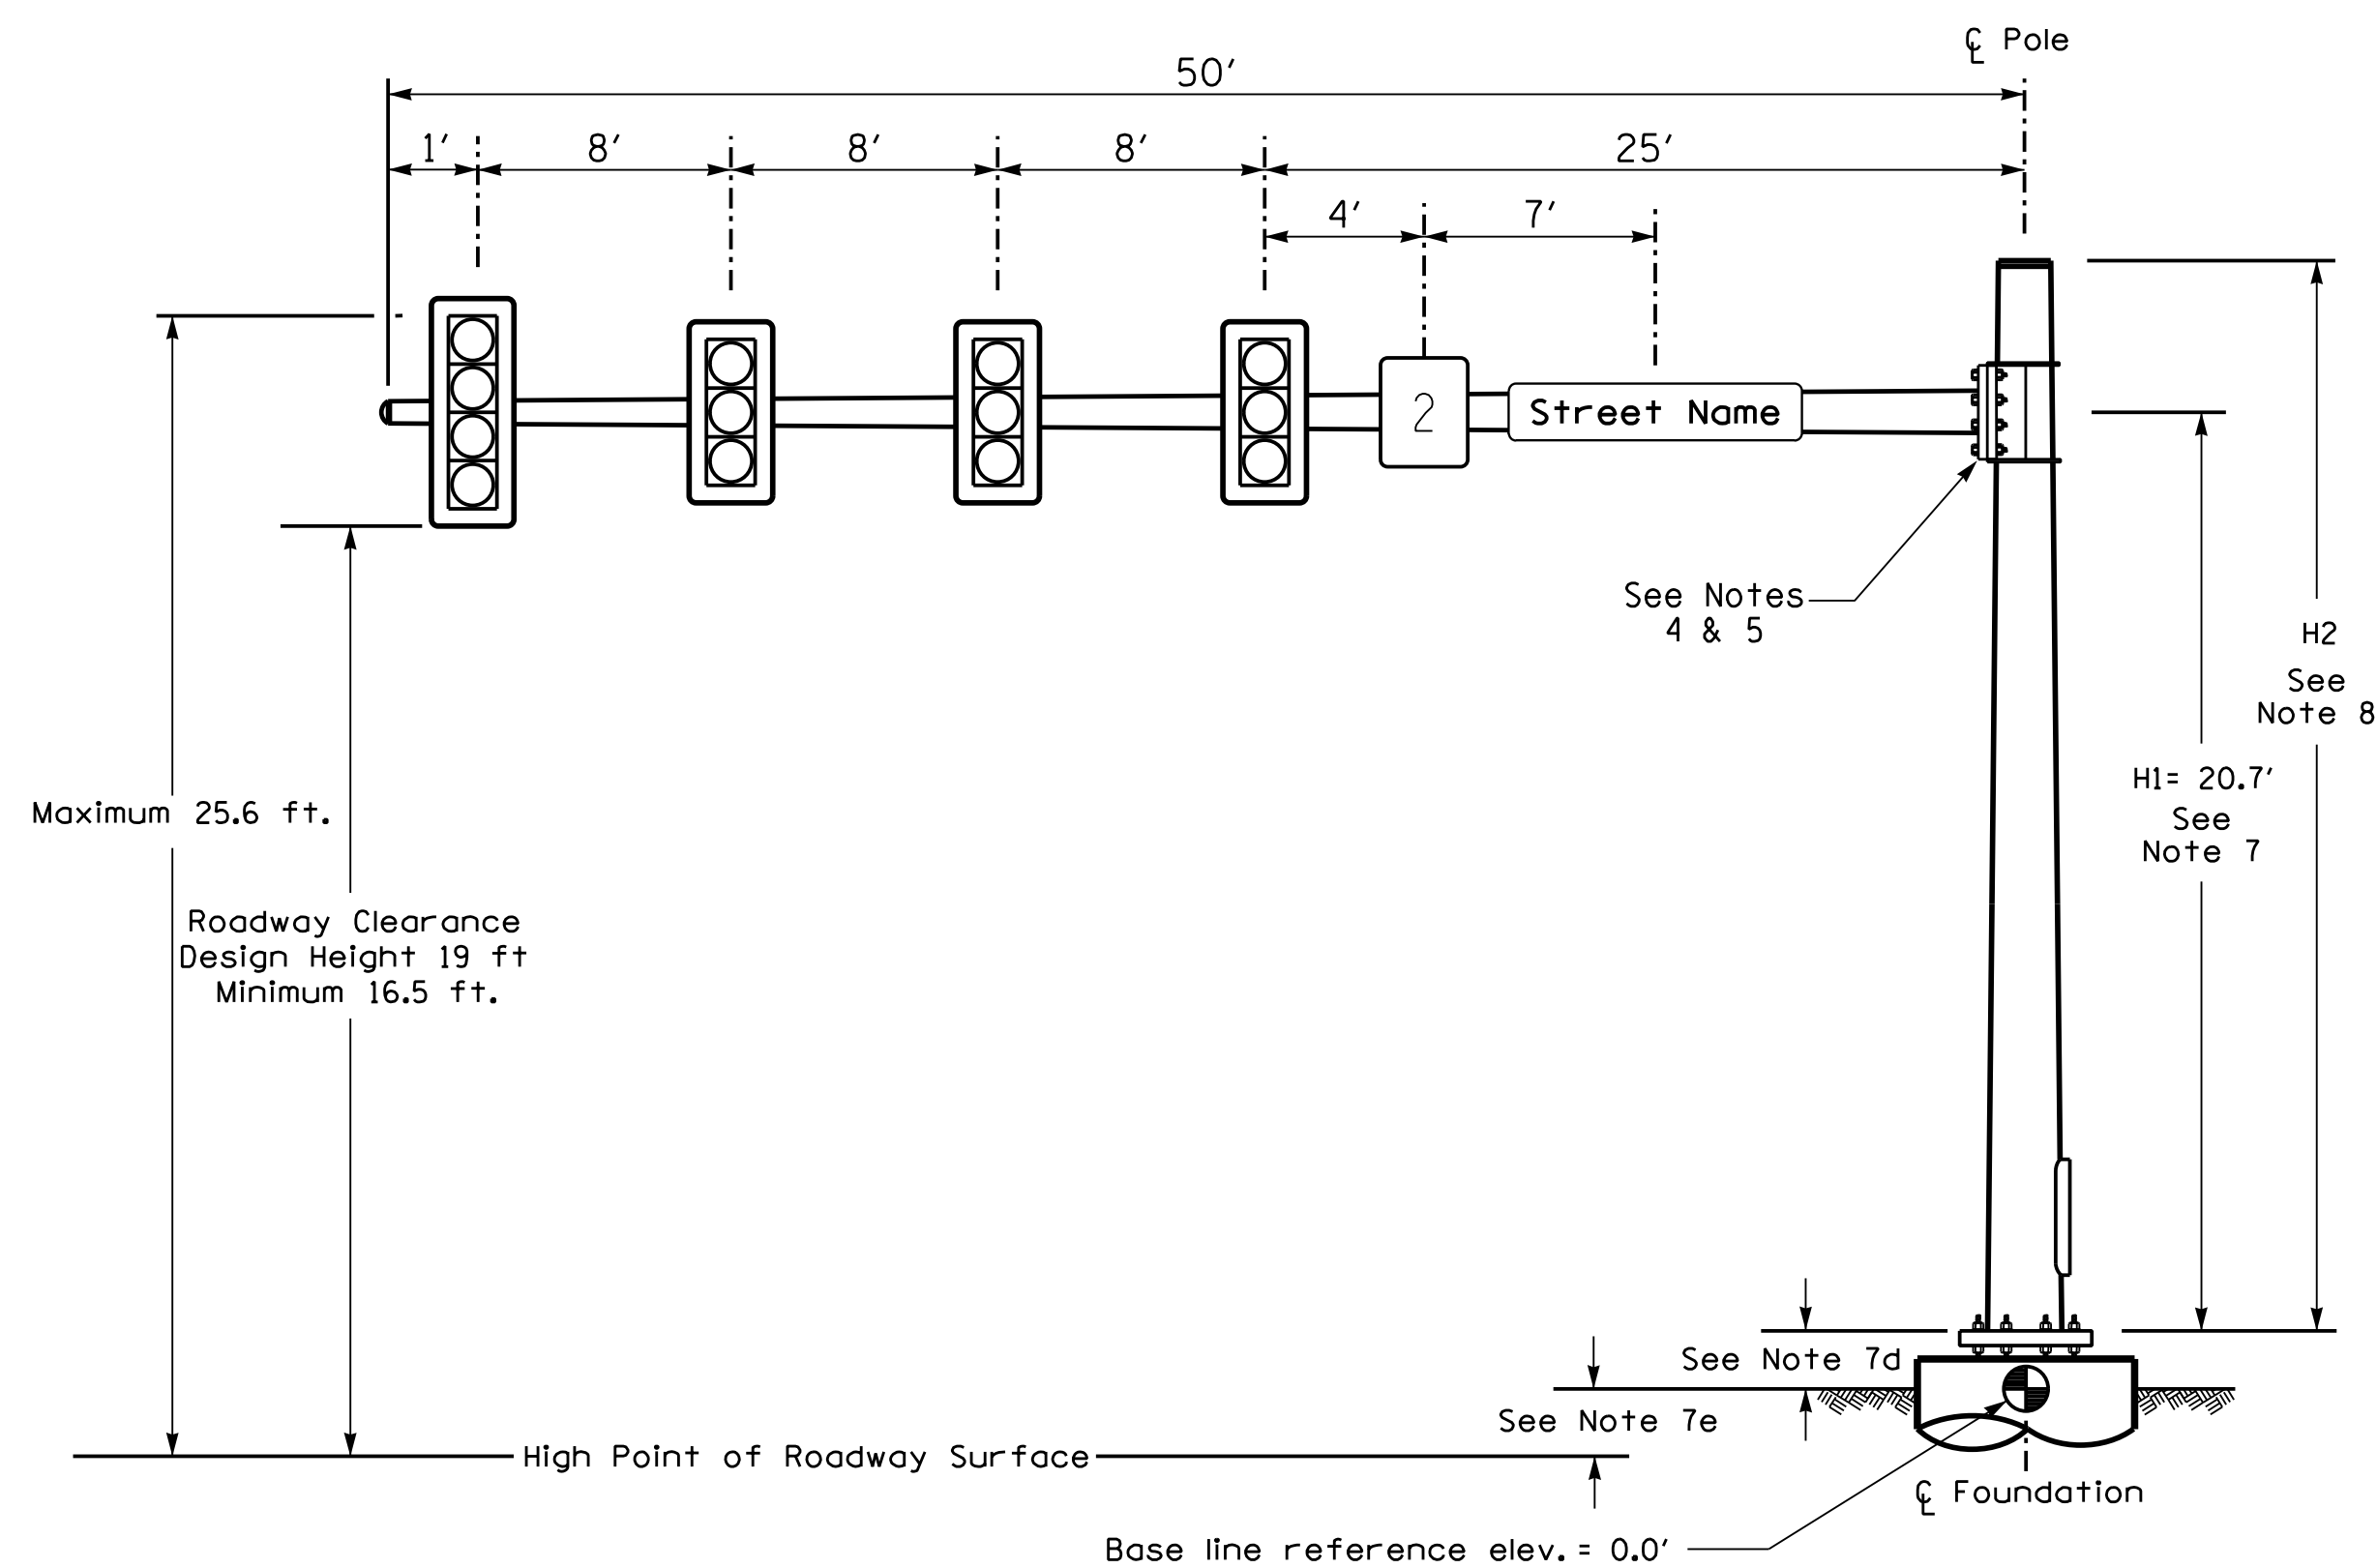 ℄ Pole
50'
1' 8' 8' 8' 25'
4' 7'
2
Street Name
See Notes
4 & 5
H2
See
Note 8
H1= 20.7'
See
Note 7
Maximum 25.6 ft.
Roadway Clearance
Design Height 19 ft
Minimum 16.5 ft.
See Note 7d
See Note 7e
High Point of Roadway Surface
℄ Foundation
Base line reference elev. = 0.0'